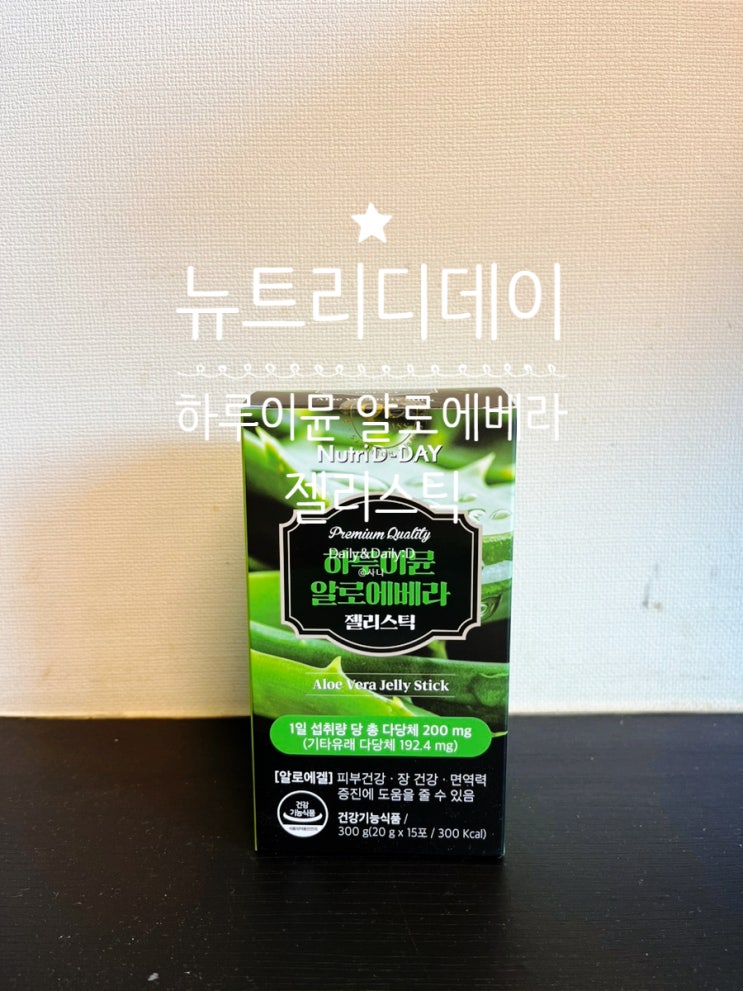 뉴트리디데이
하루이뮨 알로에베라
NutriD-DAY
젤리스틱
Premium Quality
Daily&Daily:D
하루이뮨
@사니
알로에베라
젤리스틱
Aloe Vera Jelly Stick
1일 섭취량 당 총 다당체 200 mg
(기타유래 다당체 192.4 mg)
[알로에겔] 피부건강 · 장 건강 · 면역력
증진에 도움을 줄 수 있음
건강
기능식품
건강기능식품 /
300 g(20 g x 15포 / 300 Kcal)